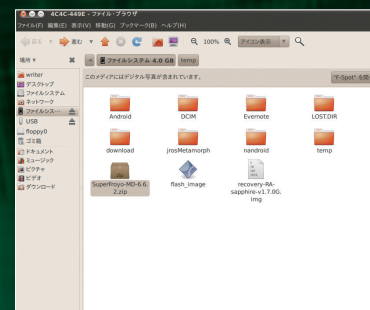 4C4C-449E - ファイル・ブラウザ
ファイル(F) 編集(E) 表示(V) 移動(G) ブックマーク(B) ヘルプ(H)
戻る 進む 100% アイコン表示
場所 ファイルシステム 4.0 GB temp
writer
デスクトップ
ファイルシステム
ネットワーク
ファイルシス…
USB
floppy0
ゴミ箱
ドキュメント
ミュージック
ピクチャ
ビデオ
ダウンロード
このメディアにはデジタル写真が含まれています。 "F-Spot" を開
Android DCIM Evernote LOST.DIR
download jrosMetamorph nandroid temp
SuperFroyo-MD-6.6.2.zip flash_image recovery-RA-sapphire-v1.7.0G.img